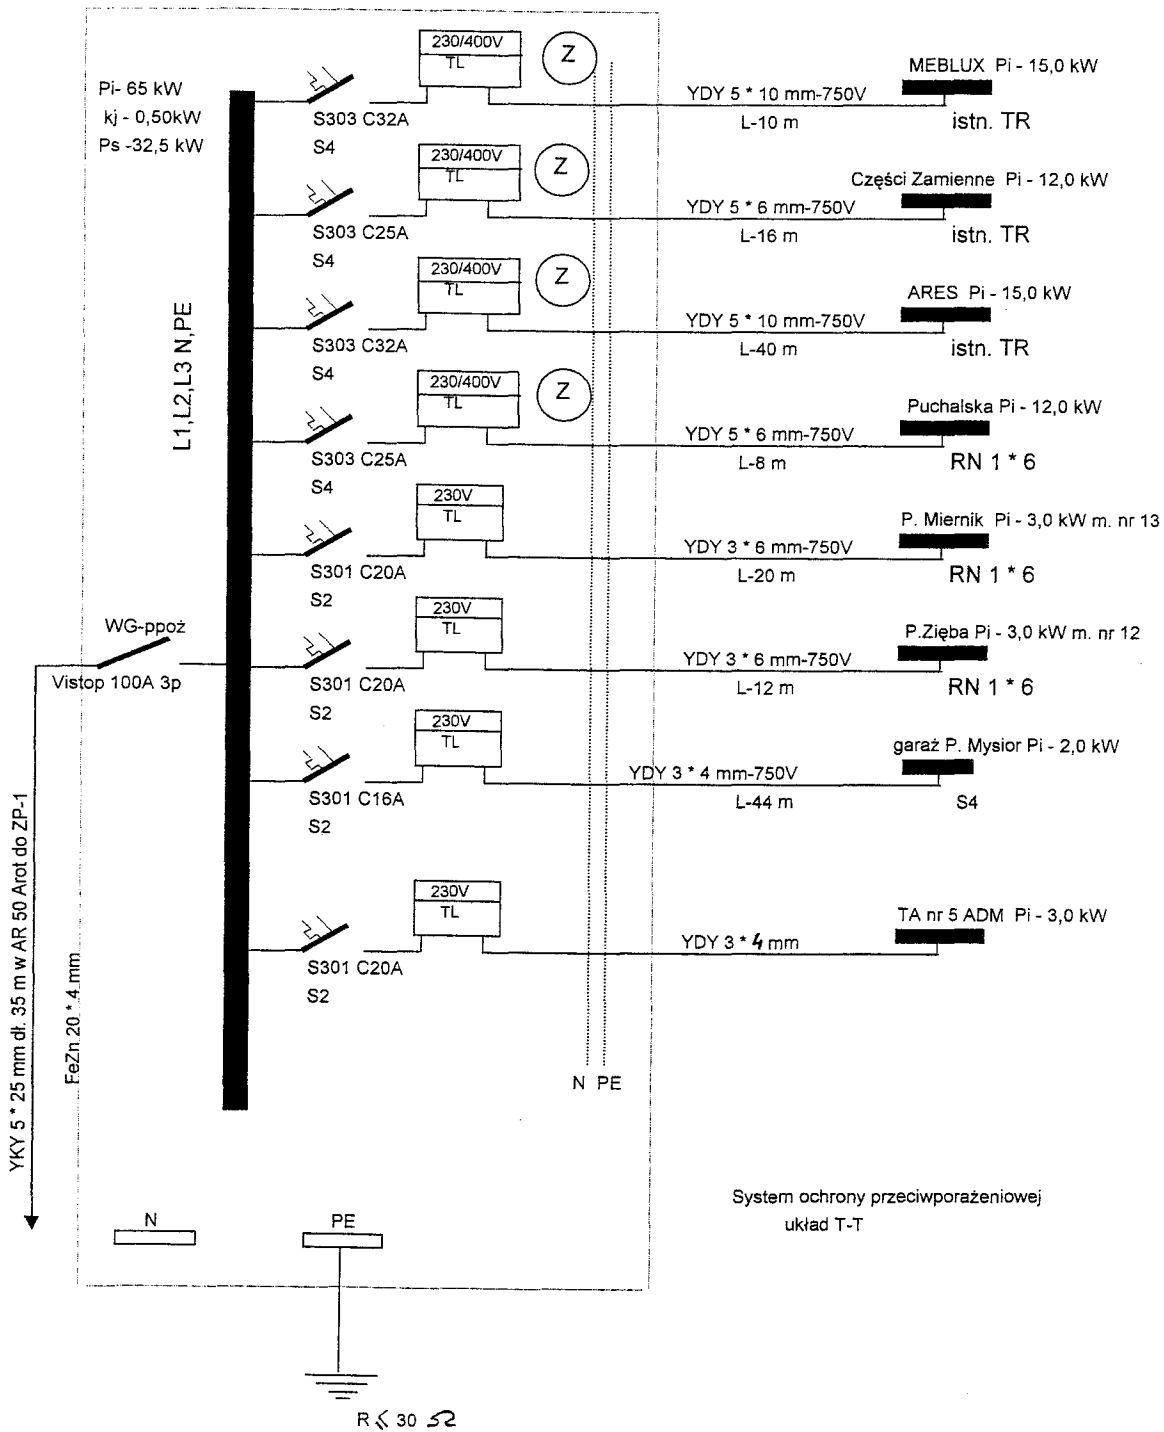 Pi- 65 kW
kj - 0,50kW
Ps -32,5 kW
L1,L2,L3 N,PE
230/400V
TL
Z
S303 C32A
S4
YDY 5 * 10 mm-750V
L-10 m
MEBLUX Pi - 15,0 kW
istn. TR
230/400V
TL
Z
S303 C25A
S4
YDY 5 * 6 mm-750V
L-16 m
Części Zamienne Pi - 12,0 kW
istn. TR
230/400V
TL
Z
S303 C32A
S4
YDY 5 * 10 mm-750V
L-40 m
ARES Pi - 15,0 kW
istn. TR
230/400V
TL
Z
S303 C25A
S4
YDY 5 * 6 mm-750V
L-8 m
Puchalska Pi - 12,0 kW
RN 1 * 6
230V
TL
S301 C20A
S2
YDY 3 * 6 mm-750V
L-20 m
P. Miernik Pi - 3,0 kW m. nr 13
RN 1 * 6
WG-ppoż
Vistop 100A 3p
230V
TL
S301 C20A
S2
YDY 3 * 6 mm-750V
L-12 m
P.Zięba Pi - 3,0 kW m. nr 12
RN 1 * 6
230V
TL
S301 C16A
S2
YDY 3 * 4 mm-750V
L-44 m
garaż P. Mysior Pi - 2,0 kW
S4
230V
TL
S301 C20A
S2
YDY 3 * 4 mm
TA nr 5 ADM Pi - 3,0 kW
YKY 5 * 25 mm dł. 35 m w AR 50 Arot do ZP-1
FeZn 20 * 4 mm
N PE
N
PE
System ochrony przeciwporażeniowej
układ T-T
R ⩽ 30 Ω